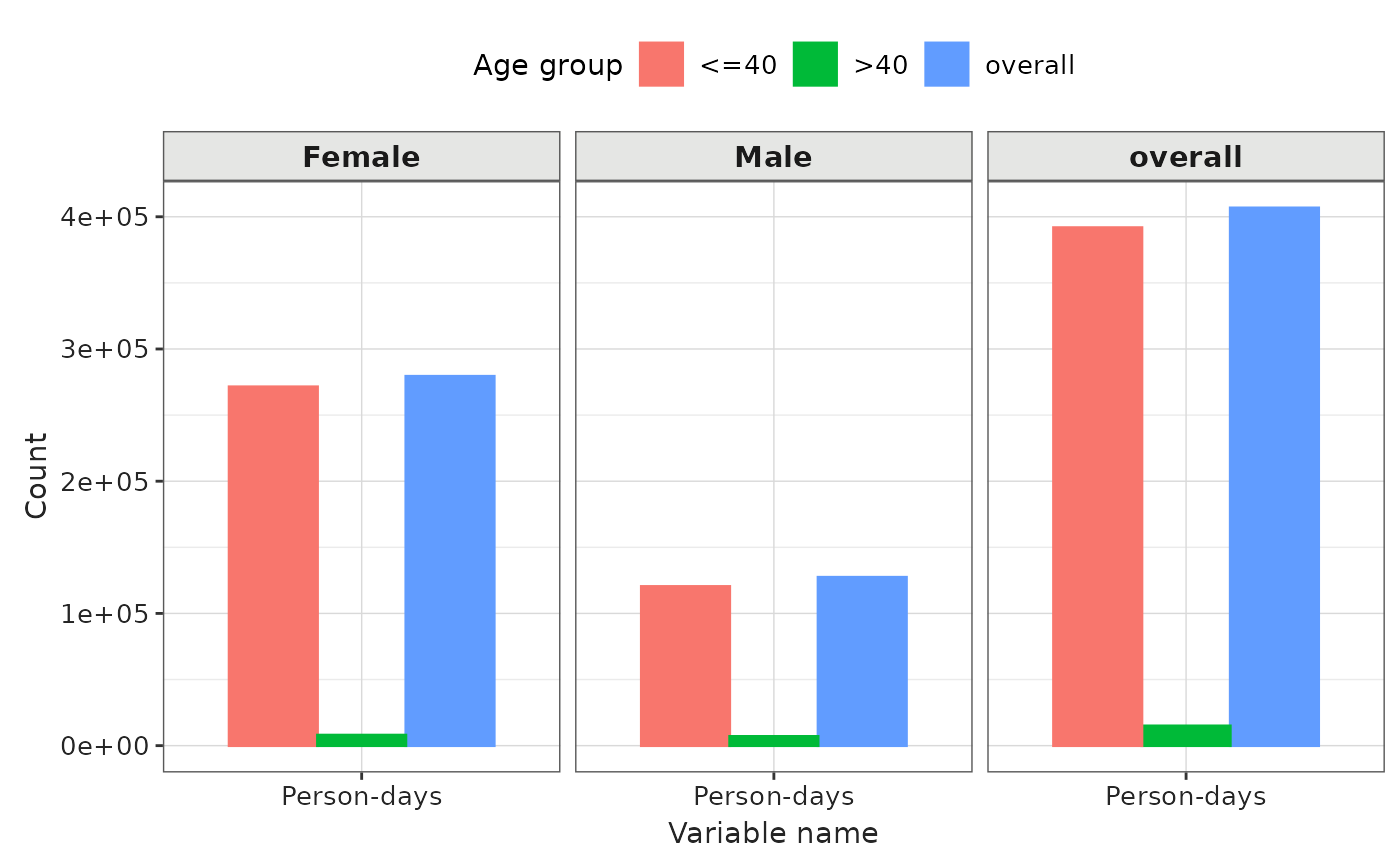 Age group <=40 >40 overall
Female Male overall
4e+05
3e+05
2e+05
1e+05
0e+00
Count
Person-days Person-days Person-days
Variable name